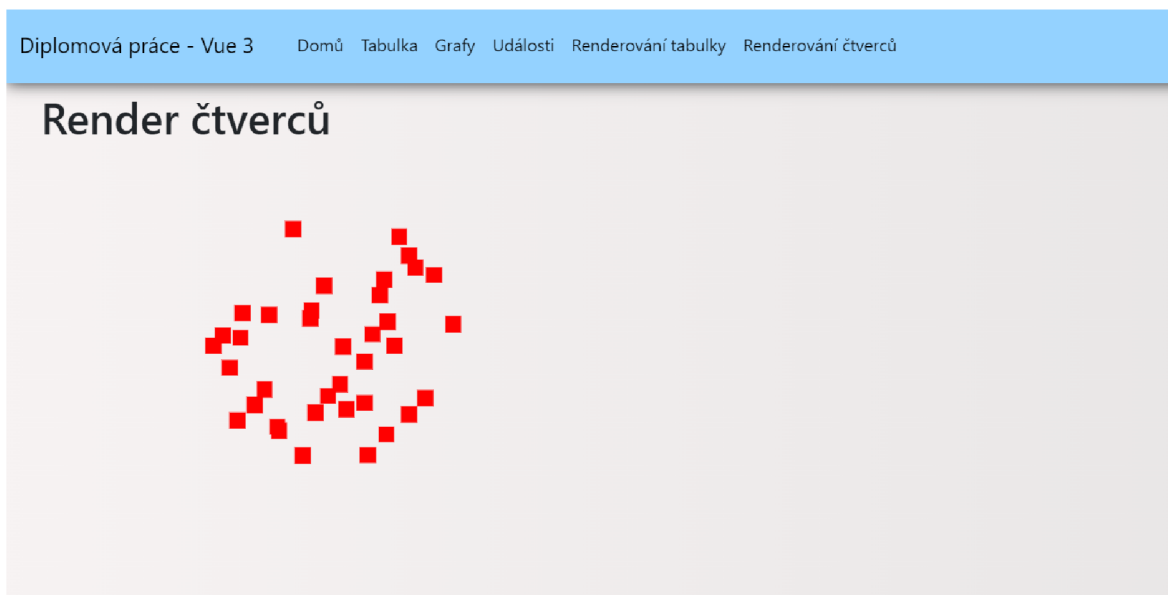 Diplomová práce - Vue 3 Domů Tabulka Grafy Události Renderování tabulky Renderování čtverců
Render čtverců